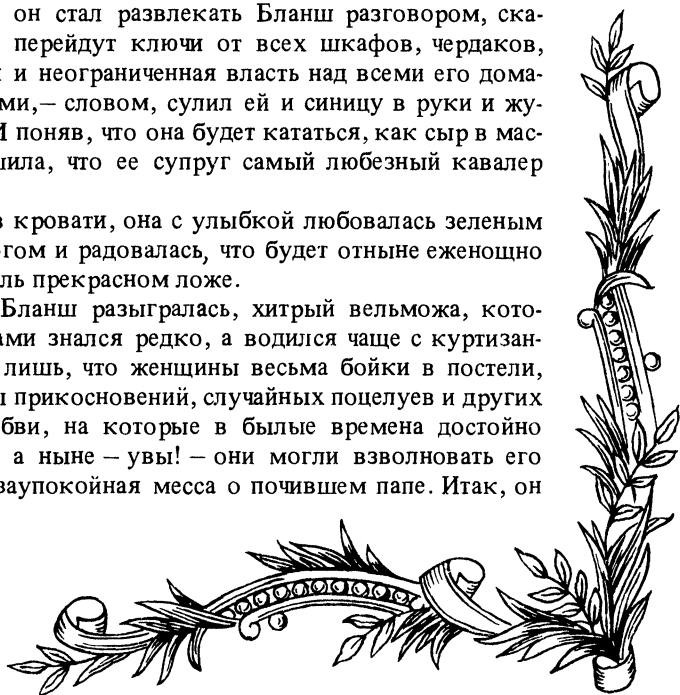 он стал развлекать Бланш разговором, ска-
перейдут ключи от всех шкафов, чердаков,
и неограниченная власть над всеми его дома-
ми,— словом, сулил ей и синицу в руки и жу-
И поняв, что она будет кататься, как сыр в мас-
шила, что ее супруг самый любезный кавалер
в кровати, она с улыбкой любовалась зеленым
гом и радовалась, что будет отныне еженощно
ль прекрасном ложе.
Бланш разыгралась, хитрый вельможа, кото-
ами знался редко, а водился чаще с куртизан-
лишь, что женщины весьма бойки в постели,
ы прикосновений, случайных поцелуев и других
бви, на которые в былые времена достойно
а ныне — увы! — они могли взволновать его
заупокойная месса о почившем папе. Итак, он